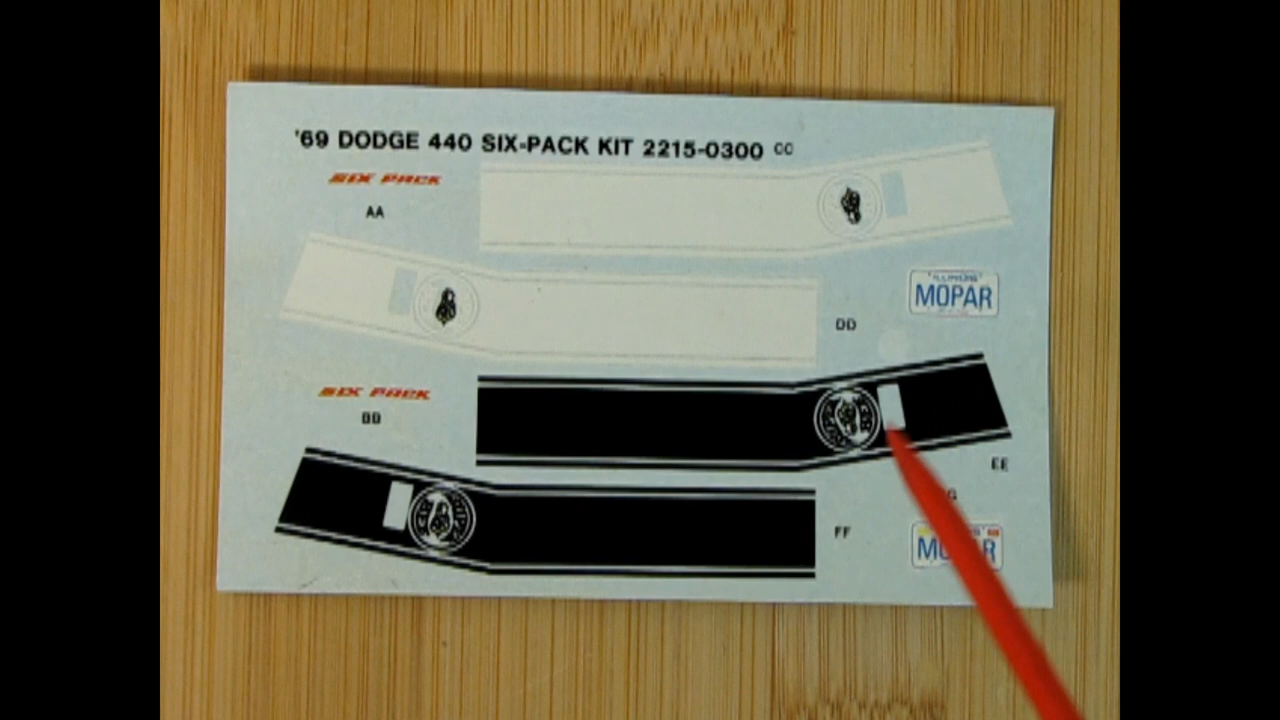 '69 DODGE 440 SIX-PACK KIT 2215-0300 CC
SIX PACK
AA
MOPAR
DD
SIX PACK
BB
EE
FF